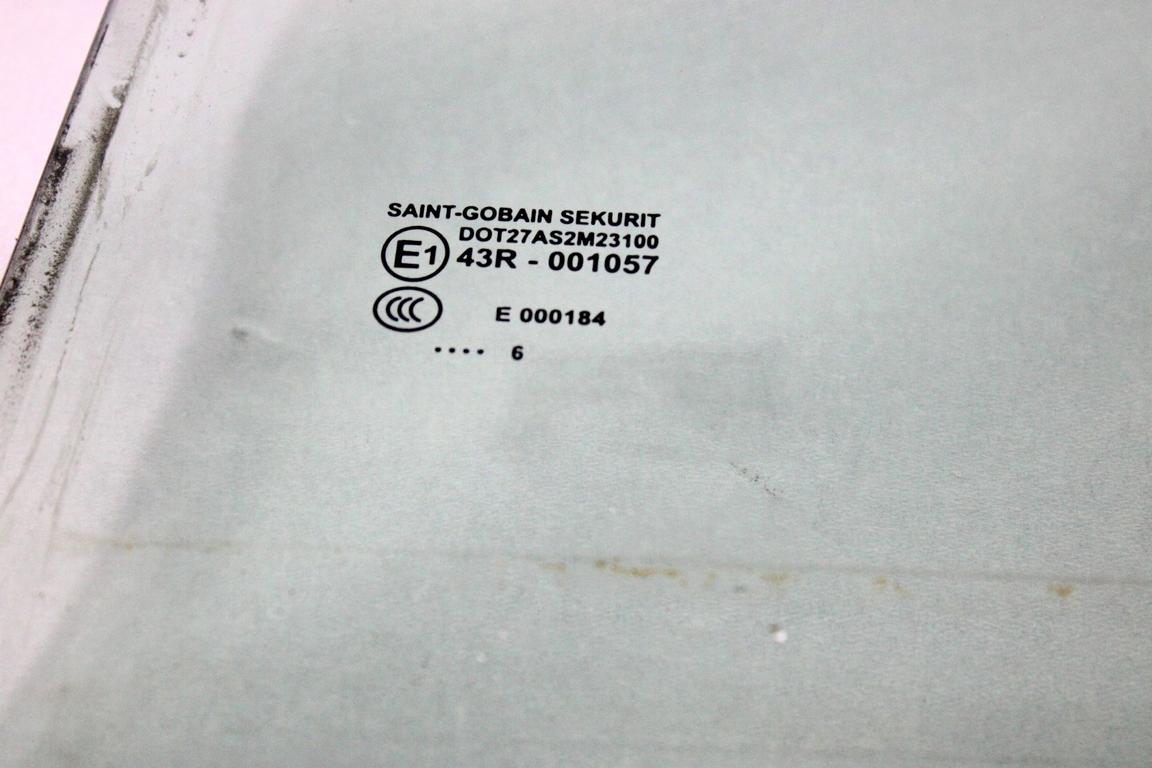 SAINT-GOBAIN SEKURIT
DOT27AS2M23100
E1 43R - 001057
CCC E 000184
.... 6